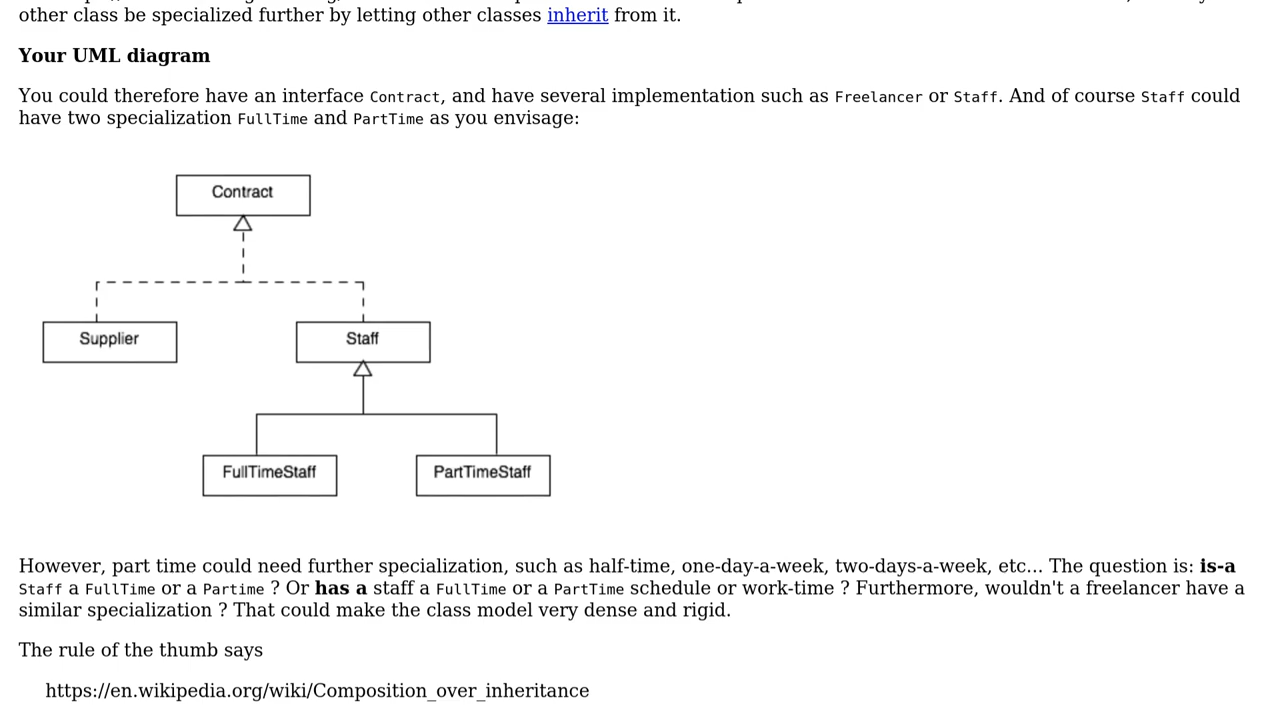 other class be specialized further by letting other classes inherit from it.
Your UML diagram
You could therefore have an interface Contract, and have several implementation such as Freelancer or Staff. And of course Staff could
have two specialization FullTime and PartTime as you envisage:
Contract
Supplier
Staff
FullTimeStaff
PartTimeStaff
However, part time could need further specialization, such as half-time, one-day-a-week, two-days-a-week, etc... The question is: is-a
Staff a FullTime or a Partime ? Or has a staff a FullTime or a PartTime schedule or work-time ? Furthermore, wouldn't a freelancer have a
similar specialization ? That could make the class model very dense and rigid.
The rule of the thumb says
https://en.wikipedia.org/wiki/Composition_over_inheritance